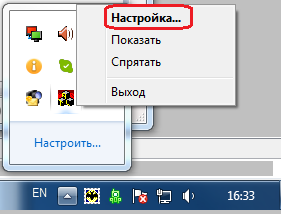 Настройка...
Показать
Спрятать
Выход
Настроить...
EN
16:33